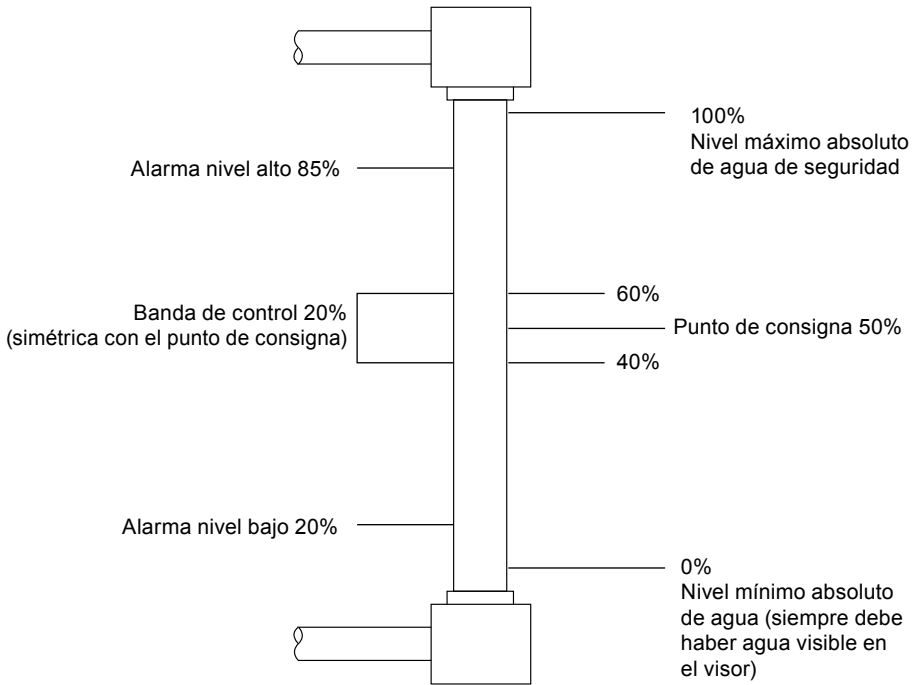 100%
Nivel máximo absoluto
de agua de seguridad
Alarma nivel alto 85%
60%
Banda de control 20%
(simétrica con el punto de consigna)
Punto de consigna 50%
40%
Alarma nivel bajo 20%
0%
Nivel mínimo absoluto
de agua (siempre debe
haber agua visible en
el visor)